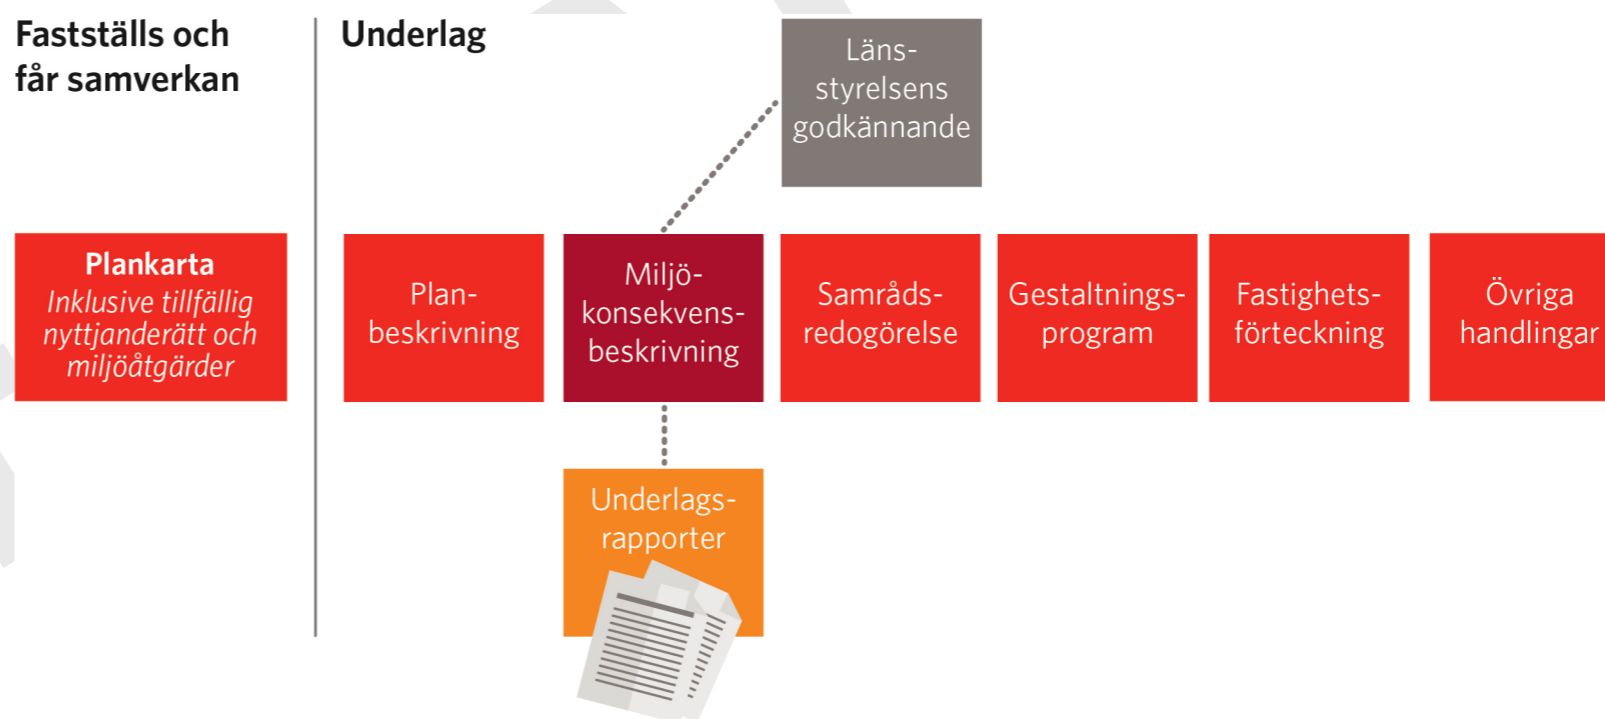 Fastställs och
får samverkan
Underlag
Läns-
styrelsens
godkännande
Plankarta
Inklusive tillfällig
nyttjanderätt och
miljöåtgärder
Plan-
beskrivning
Miljö-
konsekvens-
beskrivning
Samråds-
redogörelse
Gestaltnings-
program
Fastighets-
förteckning
Övriga
handlingar
Underlags-
rapporter